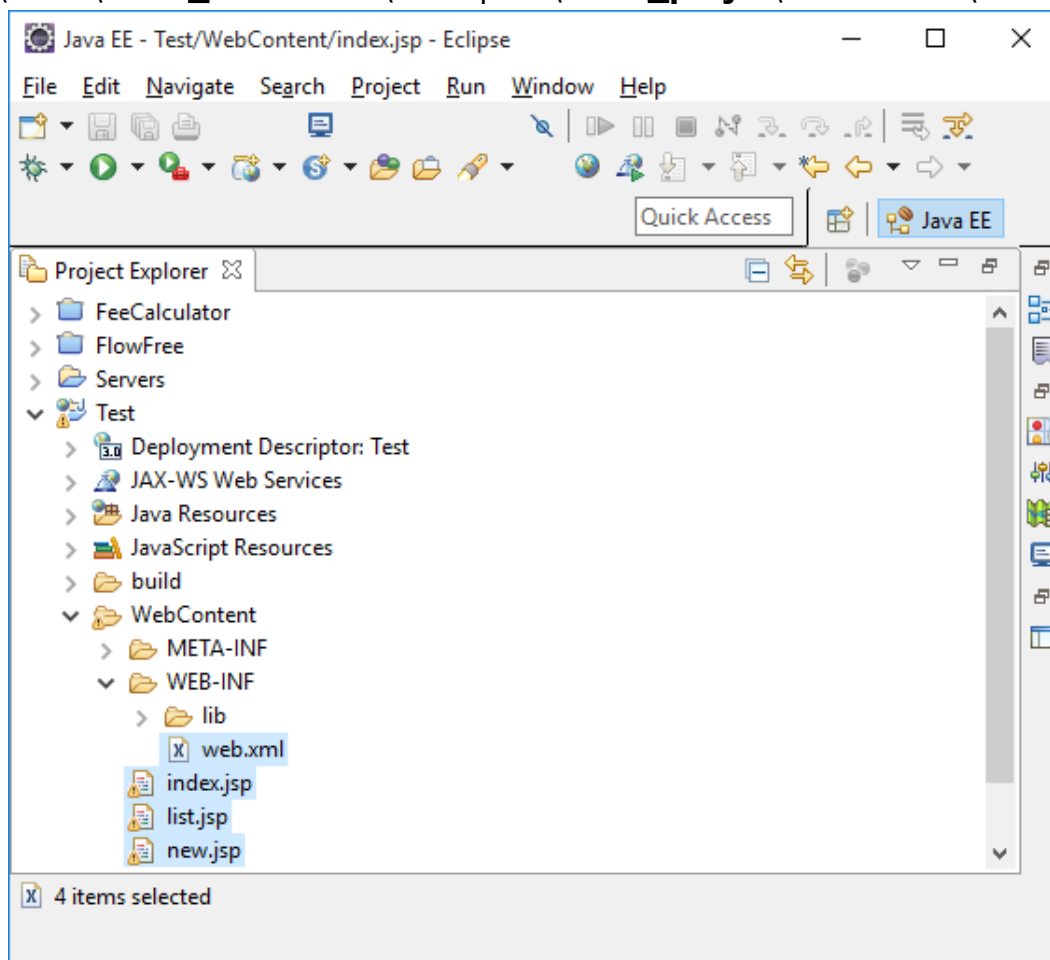 Java EE - Test/WebContent/index.jsp - Eclipse
File Edit Navigate Search Project Run Window Help
Quick Access Java EE
Project Explorer
FeeCalculator
FlowFree
Servers
Test
3.0 Deployment Descriptor: Test
JAX-WS Web Services
Java Resources
JavaScript Resources
build
WebContent
META-INF
WEB-INF
lib
X web.xml
index.jsp
list.jsp
new.jsp
X 4 items selected